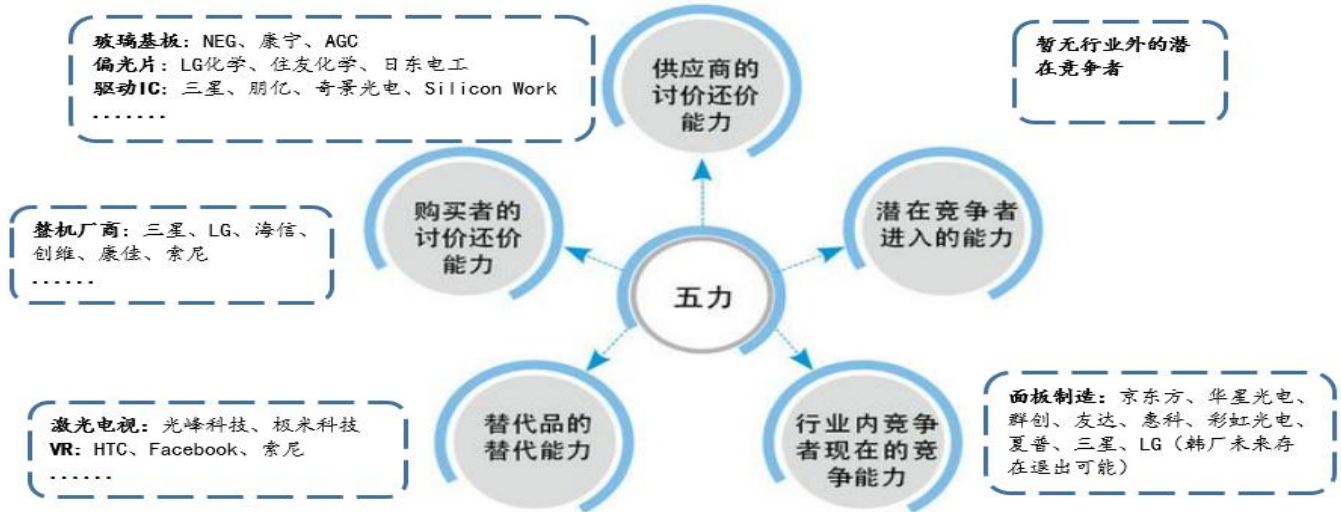 玻璃基板：NEG、康宁、AGC
偏光片：LG化学、住友化学、日东电工
驱动IC：三星、朋亿、奇景光电、Silicon Work
.......
供应商的
讨价还价
能力
暂无行业外的潜
在竞争者
购买者的
讨价还价
能力
潜在竞争者
进入的能力
整机厂商：三星、LG、海信、
创维、康佳、索尼
......
五力
激光电视：光峰科技、极米科技
VR：HTC、Facebook、索尼
......
替代品的
替代能力
行业内竞争
者现在的竞
争能力
面板制造：京东方、华星光电、
群创、友达、惠科、彩虹光电、
夏普、三星、LG（韩厂未来存
在退出可能）